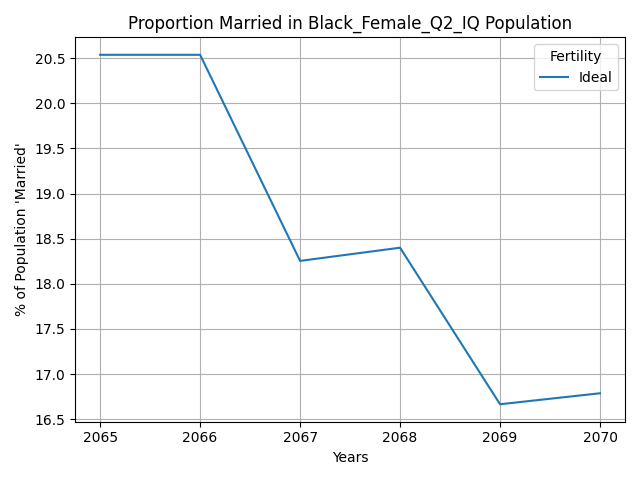 Proportion Married in Black_Female_Q2_IQ Population
% of Population 'Married'
20.5
20.0
19.5
19.0
18.5
18.0
17.5
17.0
16.5
Fertility
Ideal
2065 2066 2067 2068 2069 2070
Years